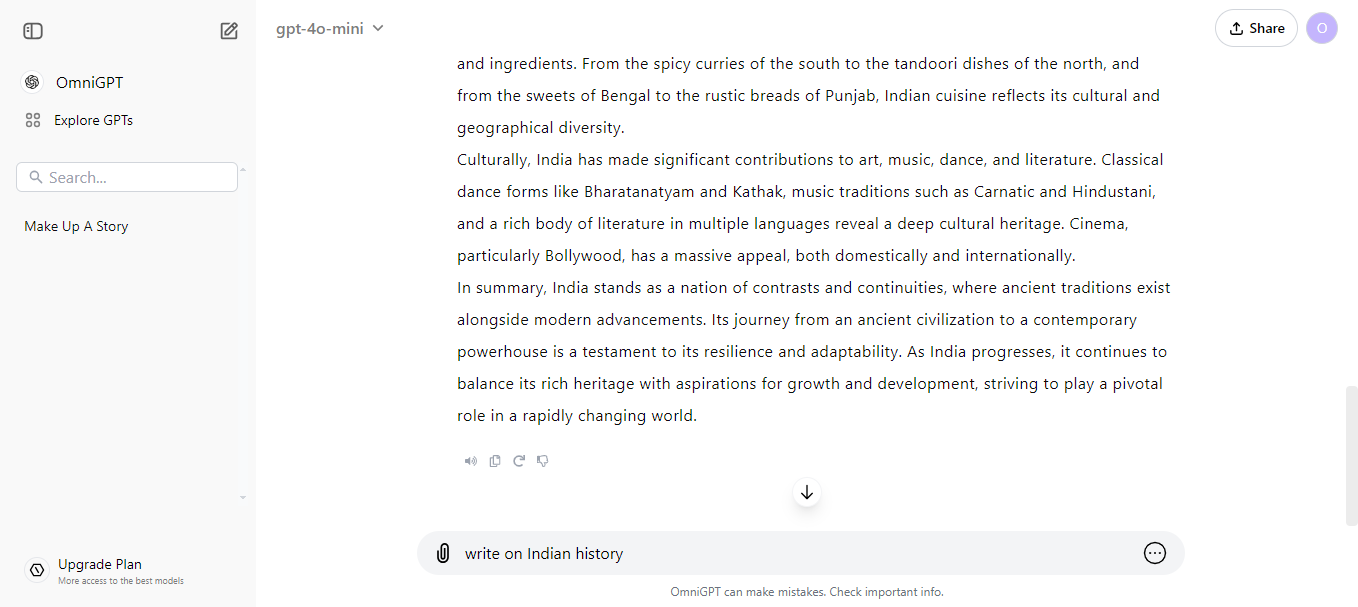 gpt-4o-mini
Share
O
OmniGPT
Explore GPTs
Search...
Make Up A Story
and ingredients. From the spicy curries of the south to the tandoori dishes of the north, and
from the sweets of Bengal to the rustic breads of Punjab, Indian cuisine reflects its cultural and
geographical diversity.
Culturally, India has made significant contributions to art, music, dance, and literature. Classical
dance forms like Bharatanatyam and Kathak, music traditions such as Carnatic and Hindustani,
and a rich body of literature in multiple languages reveal a deep cultural heritage. Cinema,
particularly Bollywood, has a massive appeal, both domestically and internationally.
In summary, India stands as a nation of contrasts and continuities, where ancient traditions exist
alongside modern advancements. Its journey from an ancient civilization to a contemporary
powerhouse is a testament to its resilience and adaptability. As India progresses, it continues to
balance its rich heritage with aspirations for growth and development, striving to play a pivotal
role in a rapidly changing world.
write on Indian history
OmniGPT can make mistakes. Check important info.
Upgrade Plan
More access to the best models